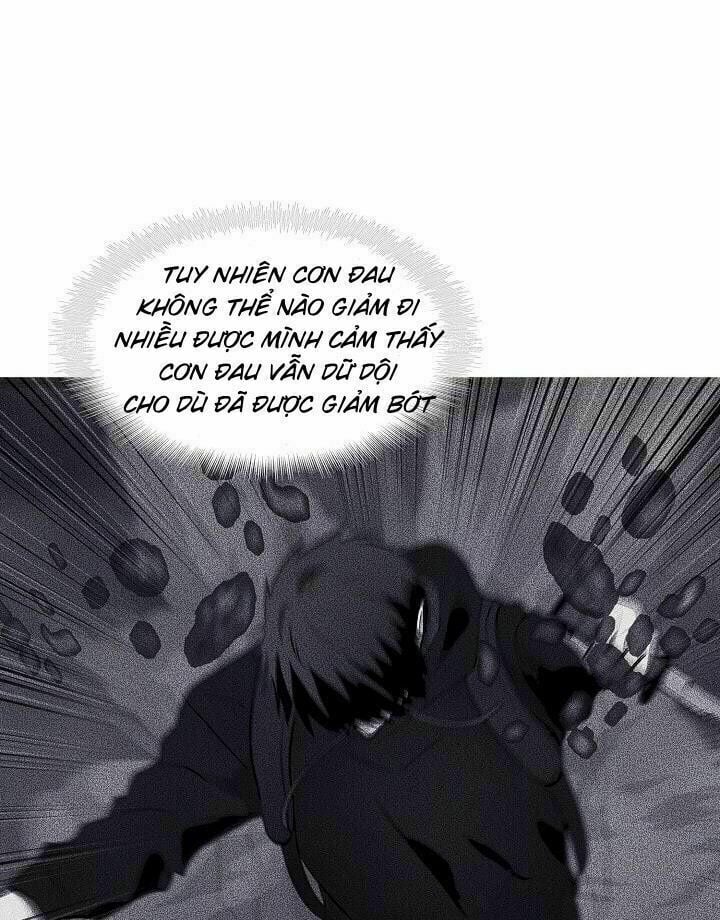 TUY NHIÊN CƠN ĐAU
KHÔNG THỂ NÀO GIẢM ĐI
NHIỀU ĐƯỢC MÌNH CẢM THẤY
CƠN ĐAU VẪN DỮ DỘI
CHO DÙ ĐÃ ĐƯỢC GIẢM BỚT